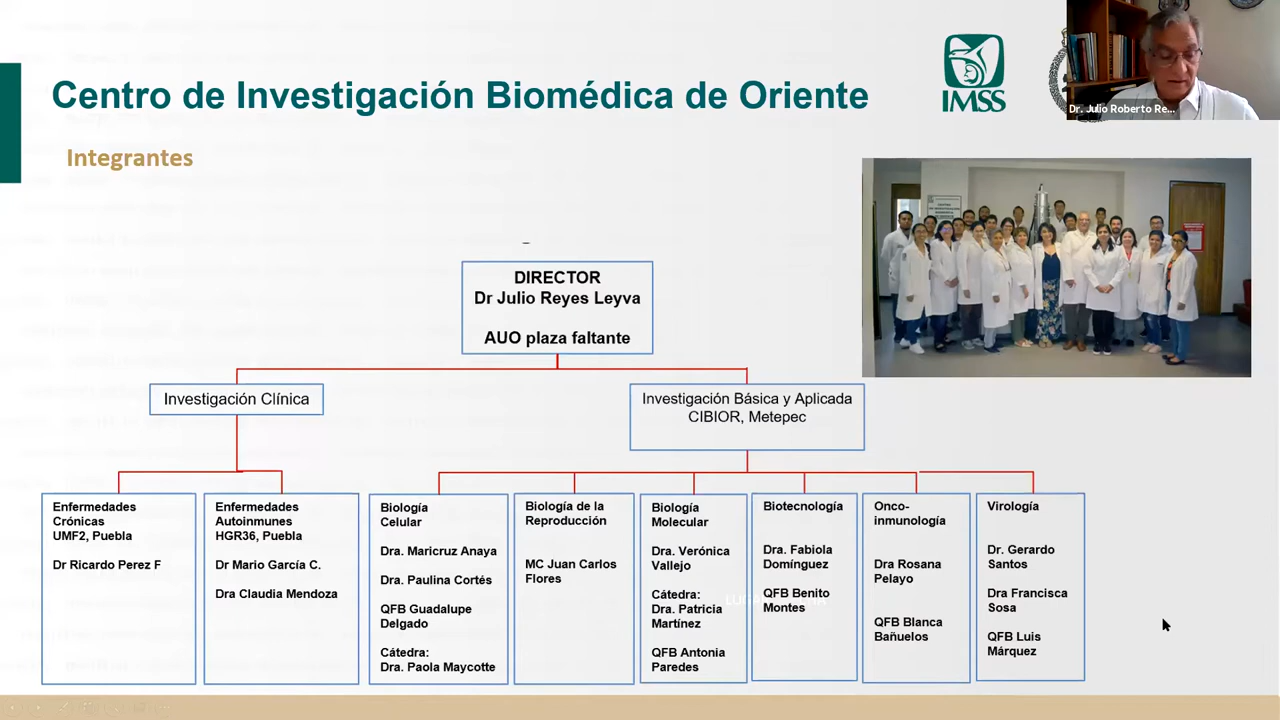 Centro de Investigación Biomédica de Oriente
IMSS
Dr. Julio Roberto Re...
Integrantes
DIRECTOR
Dr Julio Reyes Leyva
AUO plaza faltante
Investigación Clínica
Investigación Básica y Aplicada
CIBIOR, Metepec
Enfermedades
Crónicas
UMF2, Puebla
Dr Ricardo Perez F
Enfermedades
Autoinmunes
HGR36, Puebla
Dr Mario García C.
Dra Claudia Mendoza
Biología
Celular
Dra. Maricruz Anaya
Dra. Paulina Cortés
QFB Guadalupe
Delgado
Cátedra:
Dra. Paola Maycotte
Biología de la
Reproducción
MC Juan Carlos
Flores
Biología
Molecular
Dra. Verónica
Vallejo
Cátedra:
Dra. Patricia
Martínez
QFB Antonia
Paredes
Biotecnología
Dra. Fabiola
Domínguez
QFB Benito
Montes
Onco-
inmunología
Dra Rosana
Pelayo
QFB Blanca
Bañuelos
Virología
Dr. Gerardo
Santos
Dra Francisca
Sosa
QFB Luis
Márquez